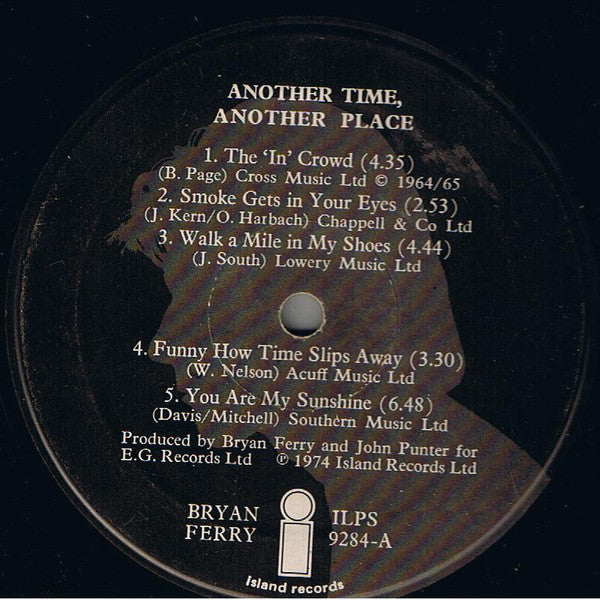 ANOTHER TIME,
ANOTHER PLACE
1. The 'In' Crowd (4.35)
(B. Page) Cross Music Ltd © 1964/65
2. Smoke Gets in Your Eyes (2.53)
(J. Kern/O. Harbach) Chappell & Co Ltd
3. Walk a Mile in My Shoes (4.44)
(J. South) Lowery Music Ltd
4. Funny How Time Slips Away (3.30)
(W. Nelson) Acuff Music Ltd
5. You Are My Sunshine (6.48)
(Davis/Mitchell) Southern Music Ltd
Produced by Bryan Ferry and John Punter for
E.G. Records Ltd ℗ 1974 Island Records Ltd
BRYAN FERRY
i
ILPS 9284-A
island records